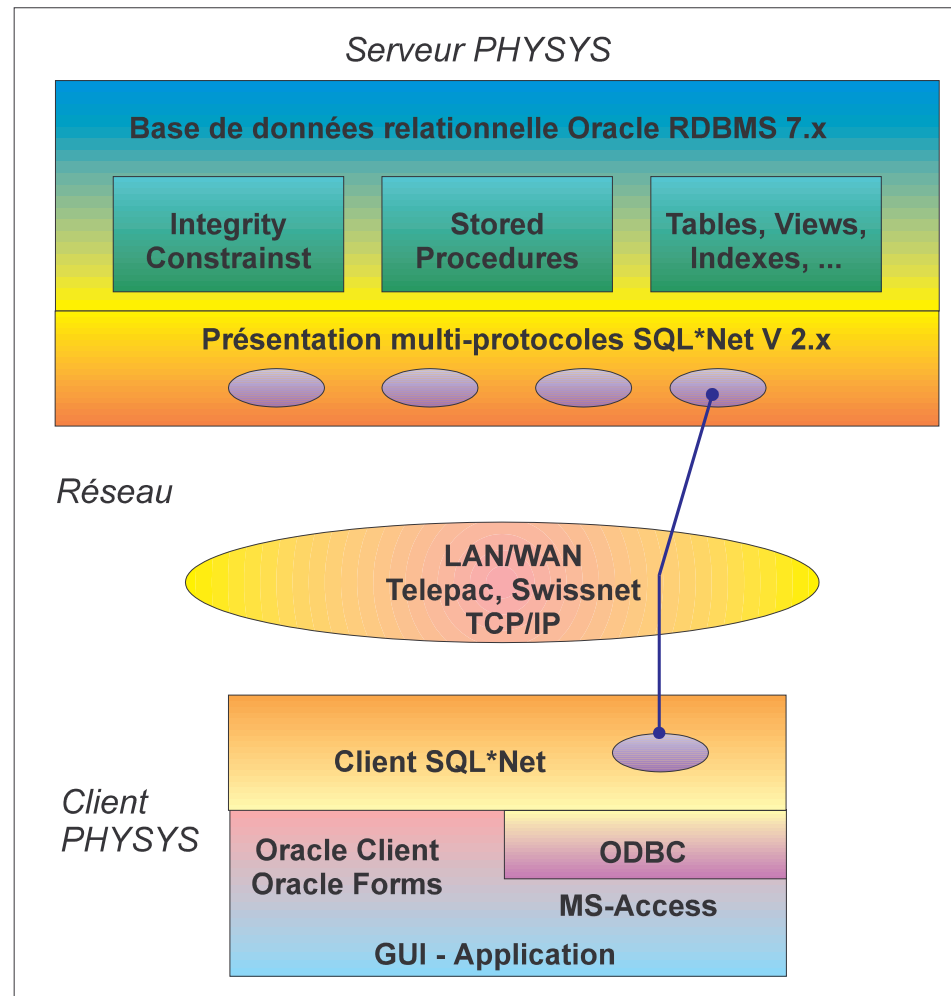 Serveur PHYSYS
Base de données relationnelle Oracle RDBMS 7.x
Integrity
Constrainst
Stored
Procedures
Tables, Views,
Indexes, ...
Présentation multi-protocoles SQL*Net V 2.x
Réseau
LAN/WAN
Telepac, Swissnet
TCP/IP
Client SQL*Net
Client
PHYSYS
Oracle Client
Oracle Forms
ODBC
MS-Access
GUI - Application